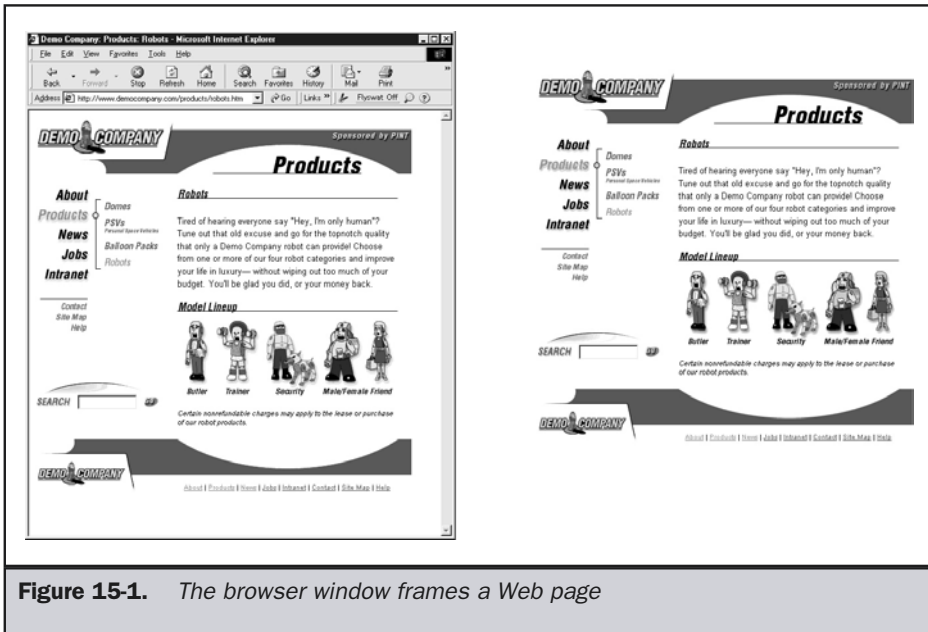 Demo Company: Products: Robots - Microsoft Internet Explorer
File Edit View Favorites Tools Help
Back Forward Stop Refresh Home Search Favorites History Mail Print
Address http://www.democompany.com/products/robots.htm Go Links » Flyswat Off
DEMO COMPANY
Sponsored by PINT
Products
About
Products
News
Jobs
Intranet
Domes
PSVs
Personal Space Vehicles
Balloon Packs
Robots
Contact
Site Map
Help
SEARCH
Robots
Tired of hearing everyone say "Hey, I'm only human"?
Tune out that old excuse and go for the topnotch quality
that only a Demo Company robot can provide! Choose
from one or more of our four robot categories and improve
your life in luxury— without wiping out too much of your
budget. You'll be glad you did, or your money back.
Model Lineup
Butler Trainer Security Male/Female Friend
Certain nonrefundable charges may apply to the lease or purchase
of our robot products.
DEMO COMPANY
About | Products | News | Jobs | Intranet | Contact | Site Map | Help
DEMO COMPANY
Sponsored by PINT
Products
About
Products
News
Jobs
Intranet
Domes
PSVs
Personal Space Vehicles
Balloon Packs
Robots
Contact
Site Map
Help
SEARCH
Robots
Tired of hearing everyone say "Hey, I'm only human"?
Tune out that old excuse and go for the topnotch quality
that only a Demo Company robot can provide! Choose
from one or more of our four robot categories and improve
your life in luxury— without wiping out too much of your
budget. You'll be glad you did, or your money back.
Model Lineup
Butler Trainer Security Male/Female Friend
Certain nonrefundable charges may apply to the lease or purchase
of our robot products.
DEMO COMPANY
About | Products | News | Jobs | Intranet | Contact | Site Map | Help
Figure 15-1. The browser window frames a Web page